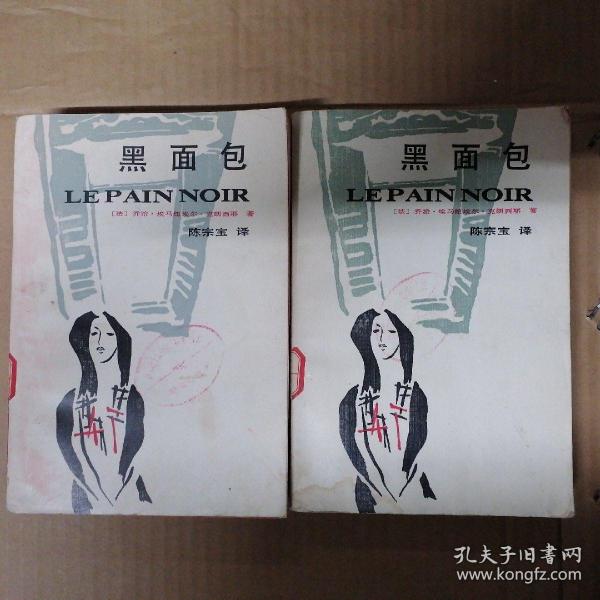 黑面包
LE PAIN NOIR
［法］乔治·埃马纽埃尔·克朗西耶 著
陈宗宝 译
黑面包
LE PAIN NOIR
［法］乔治·埃马纽埃尔·克朗西耶 著
陈宗宝 译
孔夫子旧书网
www.kongfz.com